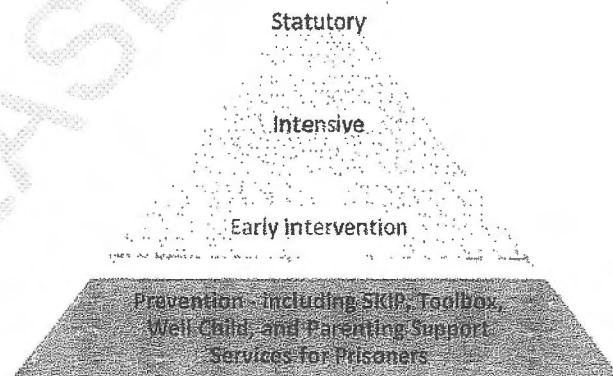 Statutory
Intensive
Early intervention
Prevention - including SKIP, Toolbox,
Well Child, and Parenting Support
Services for Prisoners